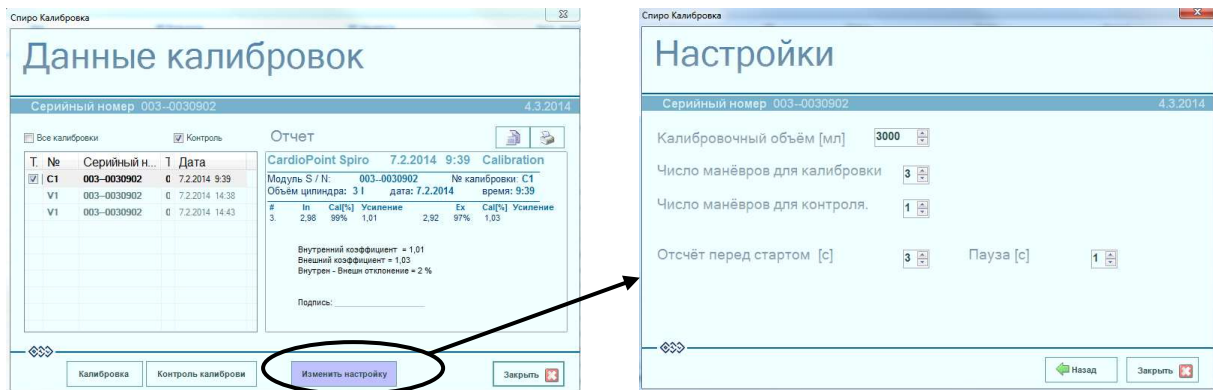 Спиро Калибровка
Данные калибровок
Серийный номер 003--0030902 4.3.2014
Все калибровки Контроль Отчет
Т. № Серийный н... Т Дата
C1 003--0030902 0 7.2.2014 9:39
V1 003--0030902 0 7.2.2014 14:38
V1 003--0030902 0 7.2.2014 14:43
CardioPoint Spiro 7.2.2014 9:39 Calibration
Модуль S / N: 003--0030902 № калибровки: C1
Объём цилиндра: 3 l дата: 7.2.2014 время: 9:39
# In Cal[%] Усиление Ex Cal[%] Усиление
3. 2,98 99% 1,01 2,92 97% 1,03
Внутренний коэффициент = 1,01
Внешний коэффициент = 1,03
Внутрен - Внешн отклонение = 2 %
Подпись:
Калибровка Контроль калиброви Изменить настройку Закрыть
Спиро Калибровка
Настройки
Серийный номер 003--0030902 4.3.2014
Калибровочный объём [мл] 3000
Число манёвров для калибровки 3
Число манёвров для контроля. 1
Отсчёт перед стартом [с] 3 Пауза [с] 1
Назад Закрыть